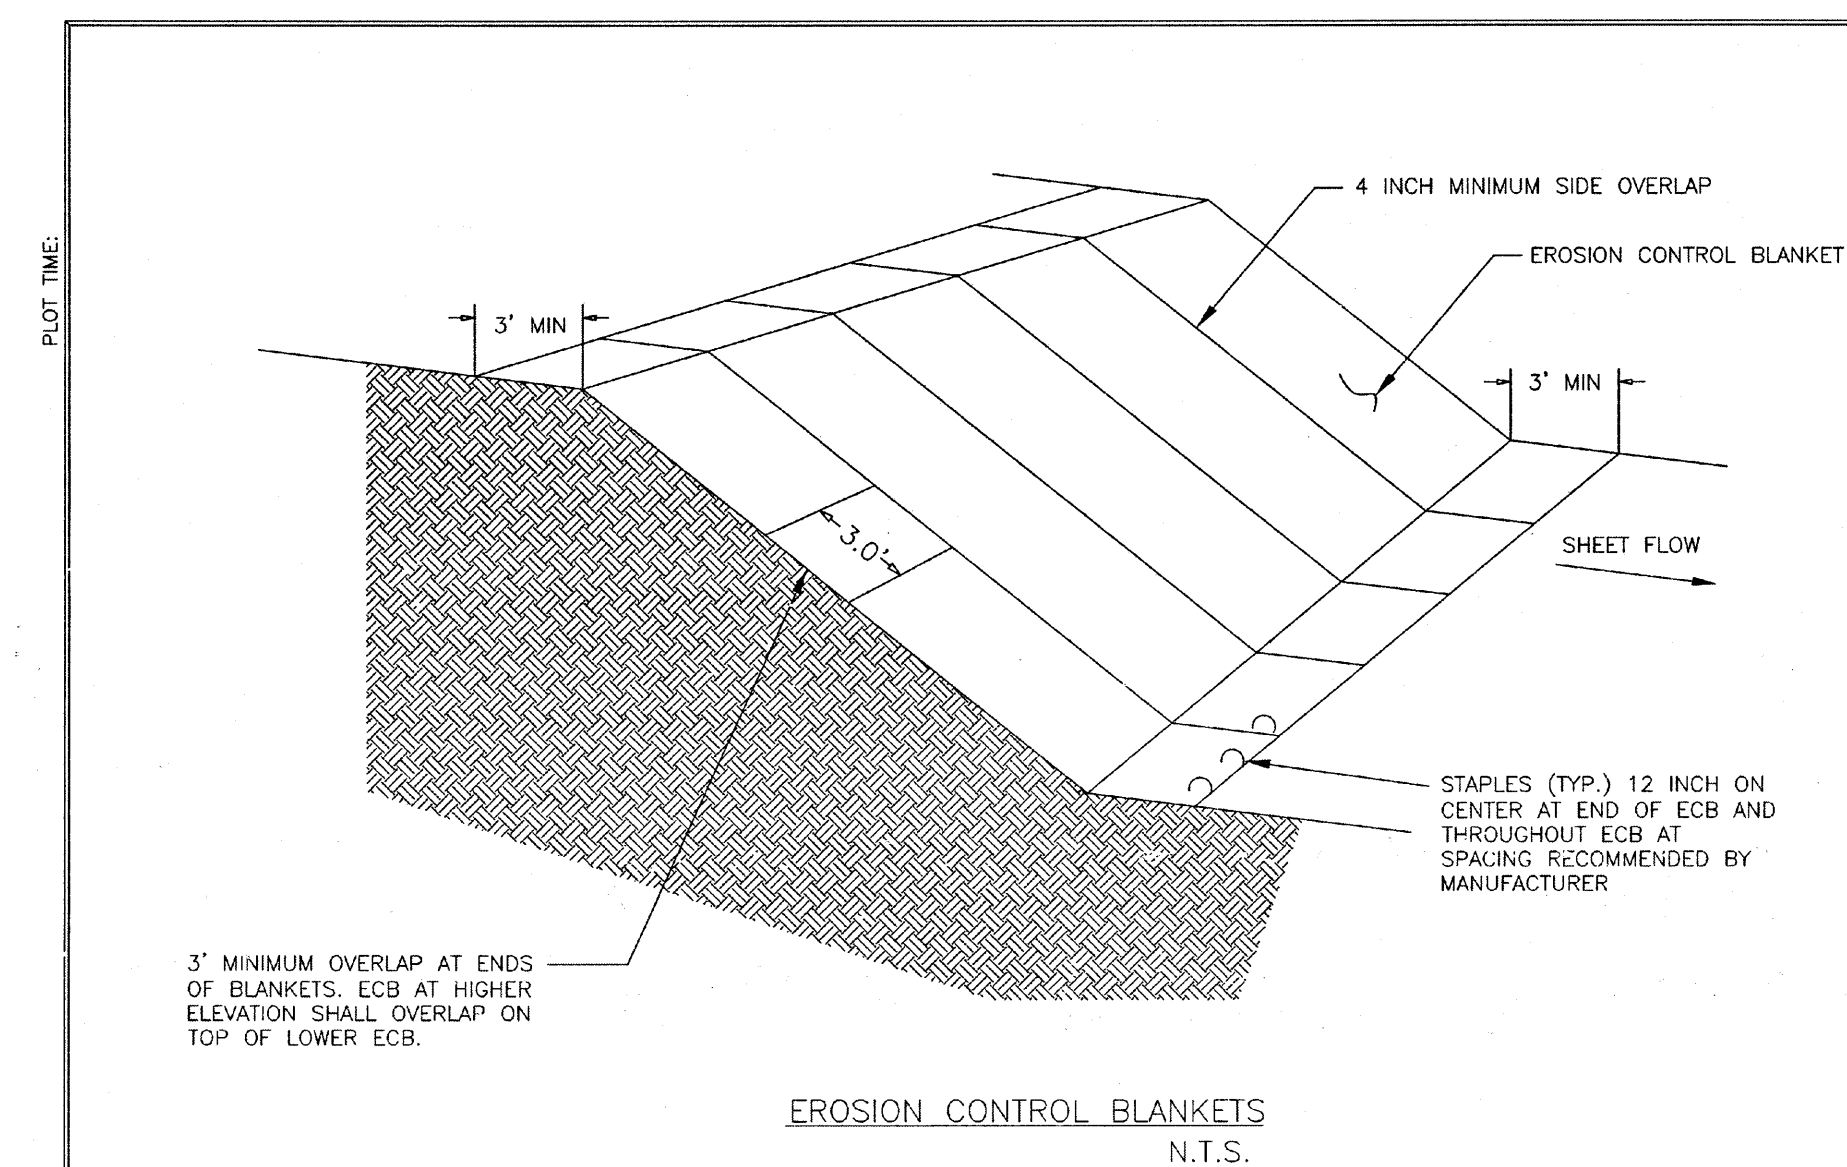 PLOT TIME:
4 INCH MINIMUM SIDE OVERLAP
EROSION CONTROL BLANKET
3' MIN
3' MIN
3.0'
SHEET FLOW
STAPLES (TYP.) 12 INCH ON
CENTER AT END OF ECB AND
THROUGHOUT ECB AT
SPACING RECOMMENDED BY
MANUFACTURER
3' MINIMUM OVERLAP AT ENDS
OF BLANKETS. ECB AT HIGHER
ELEVATION SHALL OVERLAP ON
TOP OF LOWER ECB.
EROSION CONTROL BLANKETS
N.T.S.